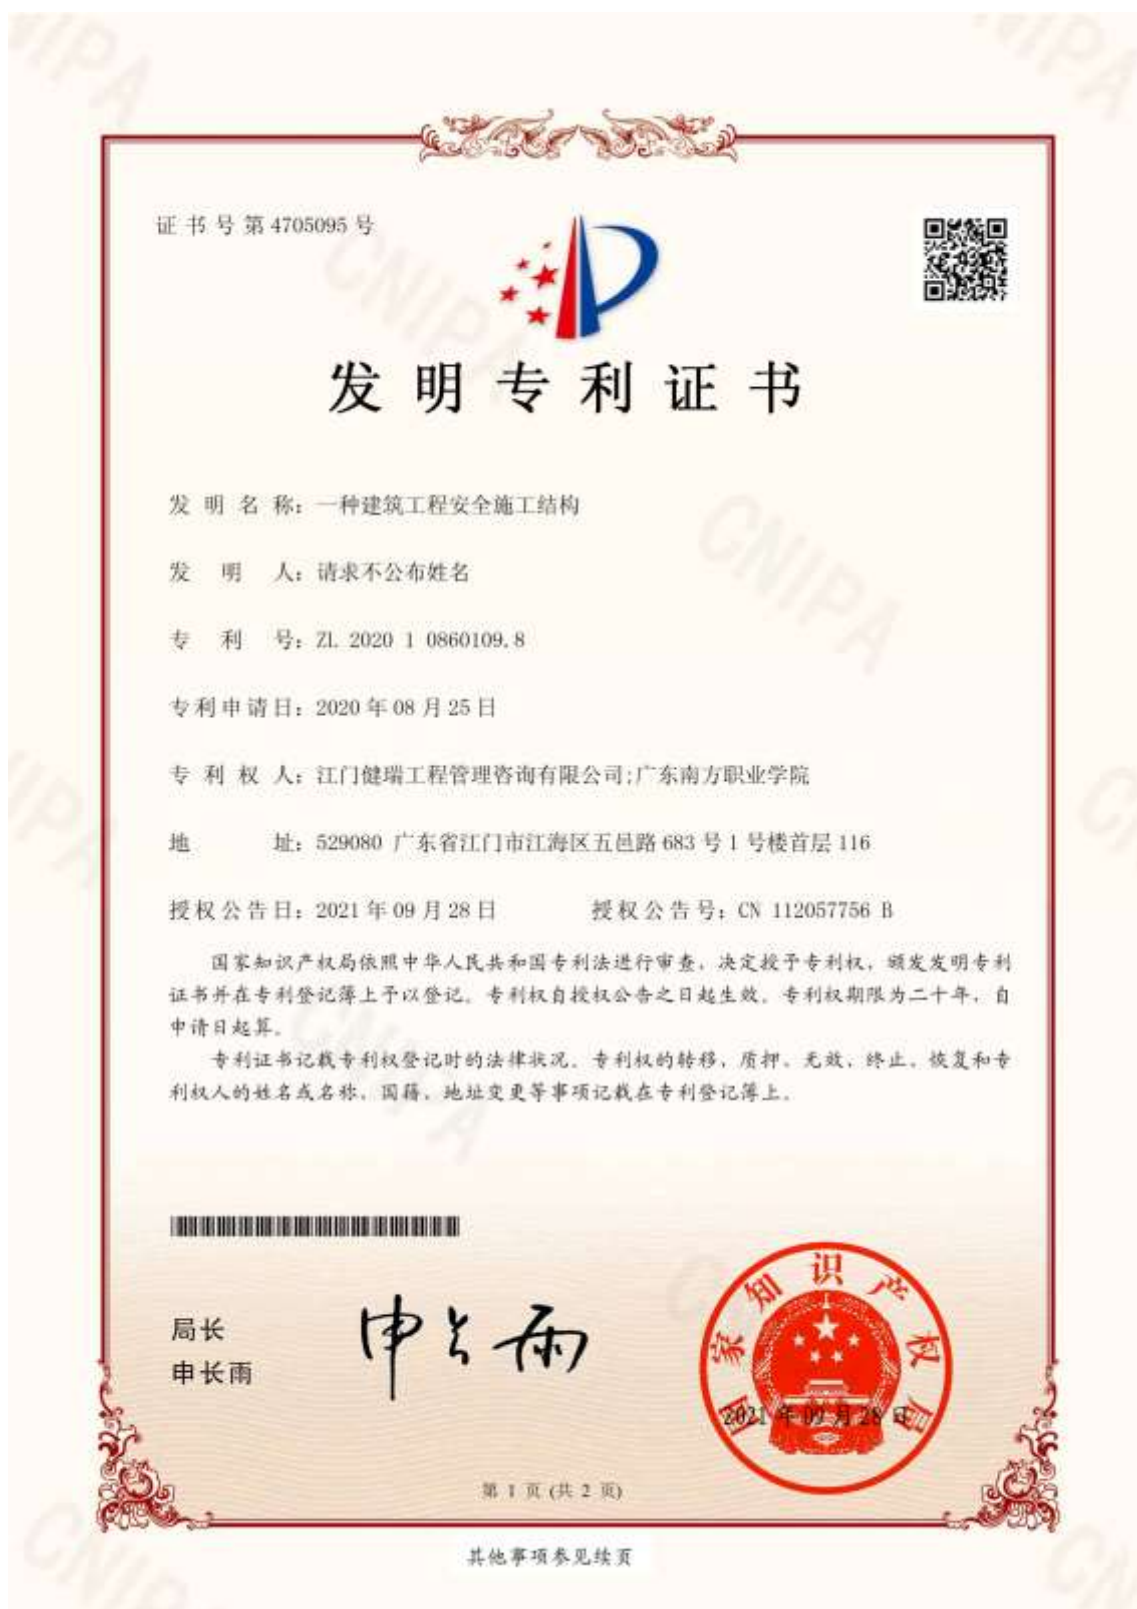 证书号第4705095号
发明专利证书
发明名称：一种建筑工程安全施工结构
发明人：请求不公布姓名
专利号：ZL 2020 1 0860109.8
专利申请日：2020年08月25日
专利权人：江门健瑞工程管理咨询有限公司;广东南方职业学院
地址：529080 广东省江门市江海区五邑路683号1号楼首层116
授权公告日：2021年09月28日 授权公告号：CN 112057756 B
国家知识产权局依照中华人民共和国专利法进行审查，决定授予专利权，颁发发明专利
证书并在专利登记簿上予以登记。专利权自授权公告之日起生效。专利权期限为二十年，自
申请日起算。
专利证书记载专利权登记时的法律状况。专利权的转移、质押、无效、终止、恢复和专
利权人的姓名或名称、国籍、地址变更等事项记载在专利登记簿上。
局长
申长雨
申长雨
国家知识产权局
2021年09月28日
第 1 页 (共 2 页)
其他事项参见续页
CNIPA